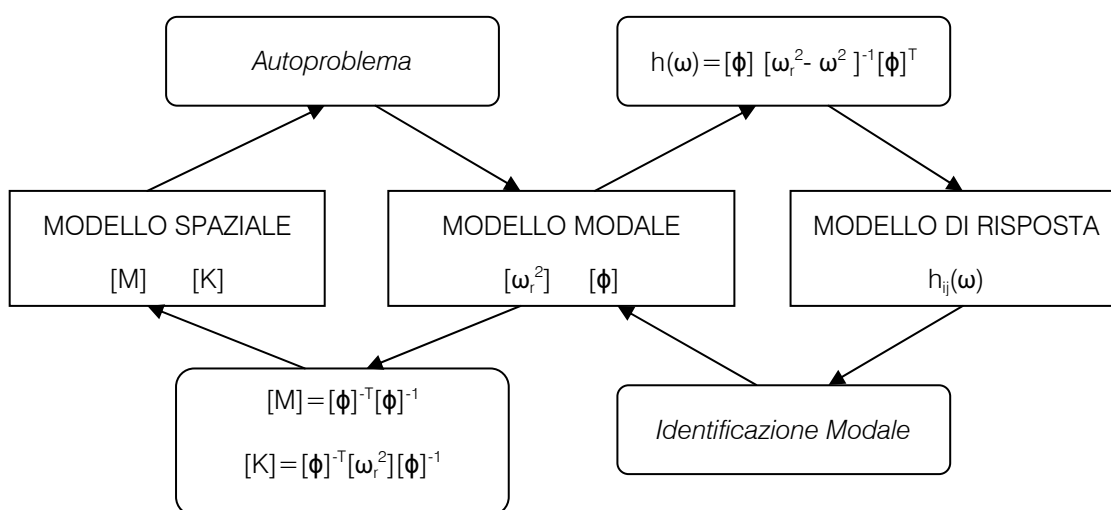 Autoproblema
h(ω)=[ϕ] [ωᵣ²- ω² ]⁻¹[ϕ]ᵀ
MODELLO SPAZIALE
[M] [K]
MODELLO MODALE
[ωᵣ²] [ϕ]
MODELLO DI RISPOSTA
hᵢⱼ(ω)
[M]=[ϕ]⁻ᵀ[ϕ]⁻¹
[K]=[ϕ]⁻ᵀ[ωᵣ²][ϕ]⁻¹
Identificazione Modale